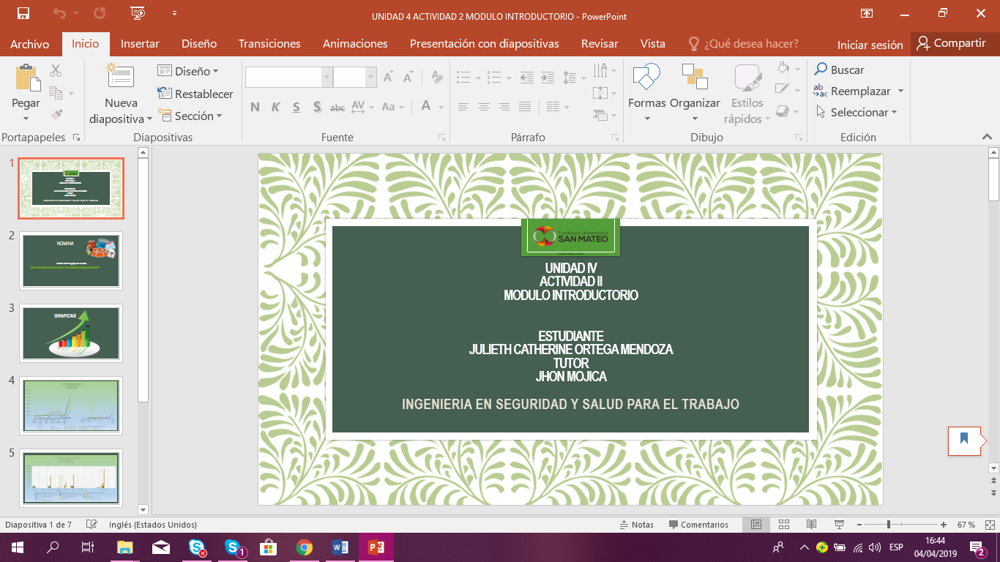 UNIDAD 4 ACTIVIDAD 2 MODULO INTRODUCTORIO - PowerPoint
Archivo Inicio Insertar Diseño Transiciones Animaciones Presentación con diapositivas Revisar Vista ¿Qué desea hacer? Iniciar sesión Compartir
Pegar
Portapapeles
Nueva
diapositiva
Diseño
Restablecer
Sección
Diapositivas
N K S S abc AV Aa A
Fuente
Párrafo
Formas
Organizar
Estilos
rápidos
Dibujo
Buscar
Reemplazar
Seleccionar
Edición
1
2
NOMINA
3
GRAFICAS
4
5
Fundación Universitaria
SAN MATEO
UNIDAD IV
ACTIVIDAD II
MODULO INTRODUCTORIO
ESTUDIANTE
JULIETH CATHERINE ORTEGA MENDOZA
TUTOR
JHON MOJICA
INGENIERIA EN SEGURIDAD Y SALUD PARA EL TRABAJO
Diapositiva 1 de 7 Inglés (Estados Unidos) Notas Comentarios 67 %
1
ESP
16:44
04/04/2019
2